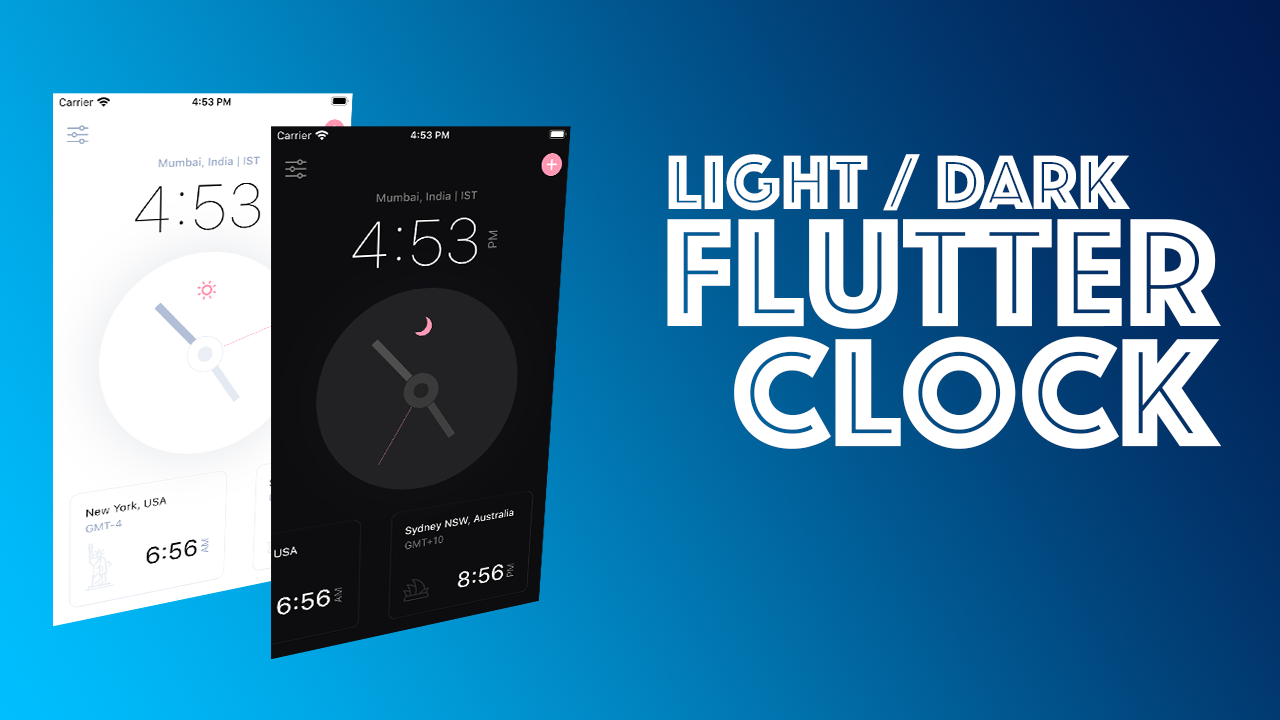 Carrier 4:53 PM
Mumbai, India | IST
4:53
New York, USA
GMT-4
6:56 AM
Carrier 4:53 PM
Mumbai, India | IST
4:53 PM
USA
6:56 AM
Sydney NSW, Australia
GMT+10
8:56 PM
LIGHT / DARK
FLUTTER
CLOCK